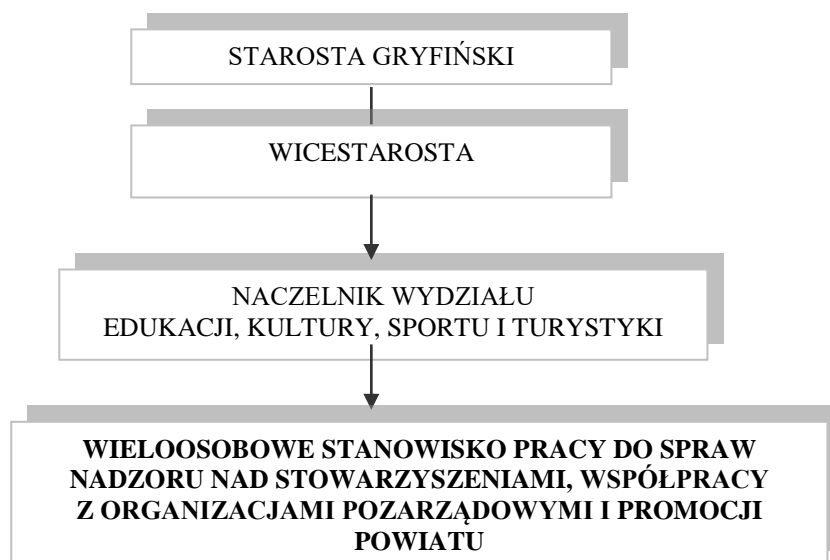 STAROSTA GRYFIŃSKI
WICESTAROSTA
NACZELNIK WYDZIAŁU
EDUKACJI, KULTURY, SPORTU I TURYSTYKI
WIELOOSOBOWE STANOWISKO PRACY DO SPRAW
NADZORU NAD STOWARZYSZENIAMI, WSPÓŁPRACY
Z ORGANIZACJAMI POZARZĄDOWYMI I PROMOCJI
POWIATU